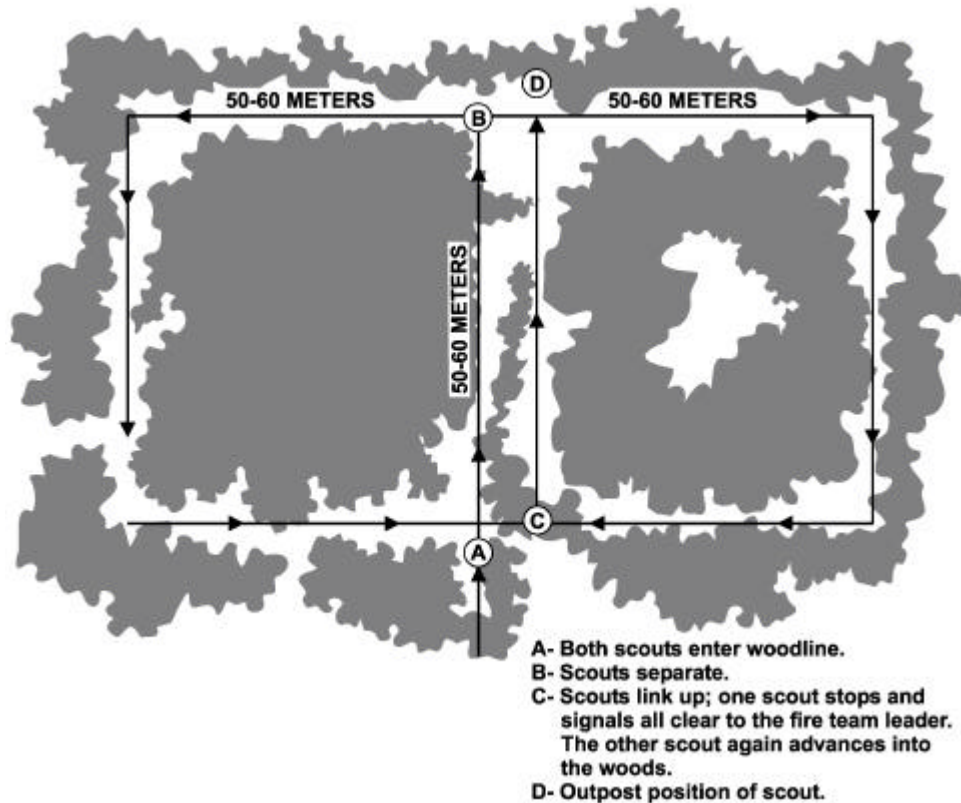 D
50-60 METERS
50-60 METERS
B
50-60 METERS
C
A
A- Both scouts enter woodline.
B- Scouts separate.
C- Scouts link up; one scout stops and
signals all clear to the fire team leader.
The other scout again advances into
the woods.
D- Outpost position of scout.